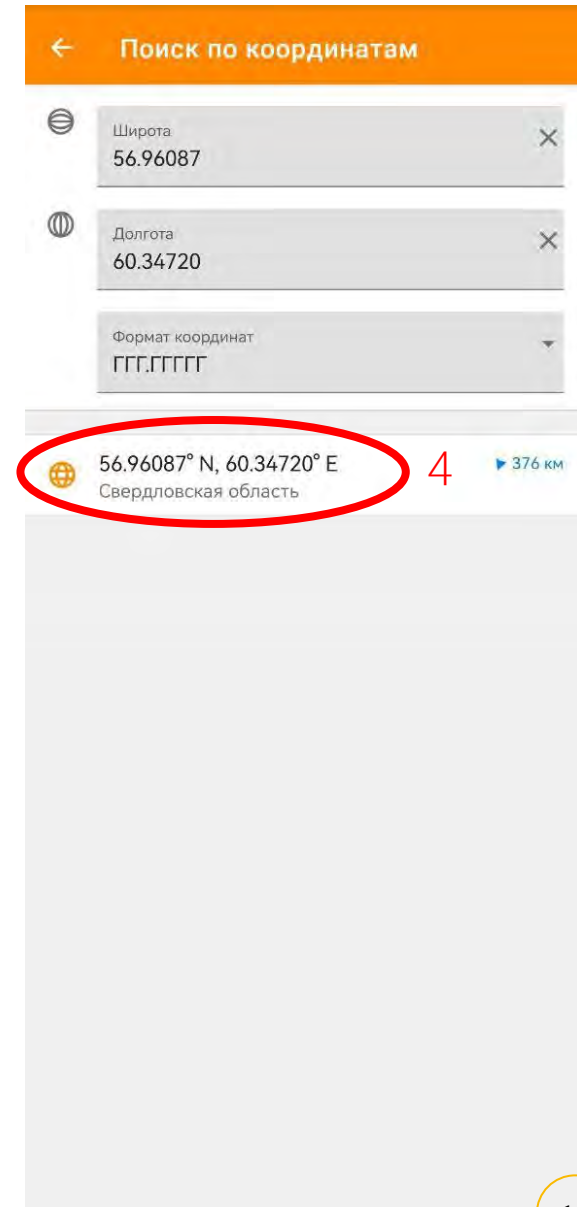 Поиск по координатам
Широта
56.96087
Долгота
60.34720
Формат координат
ГГГ.ГГГГГ
56.96087° N, 60.34720° E
4
376 км
Свердловская область